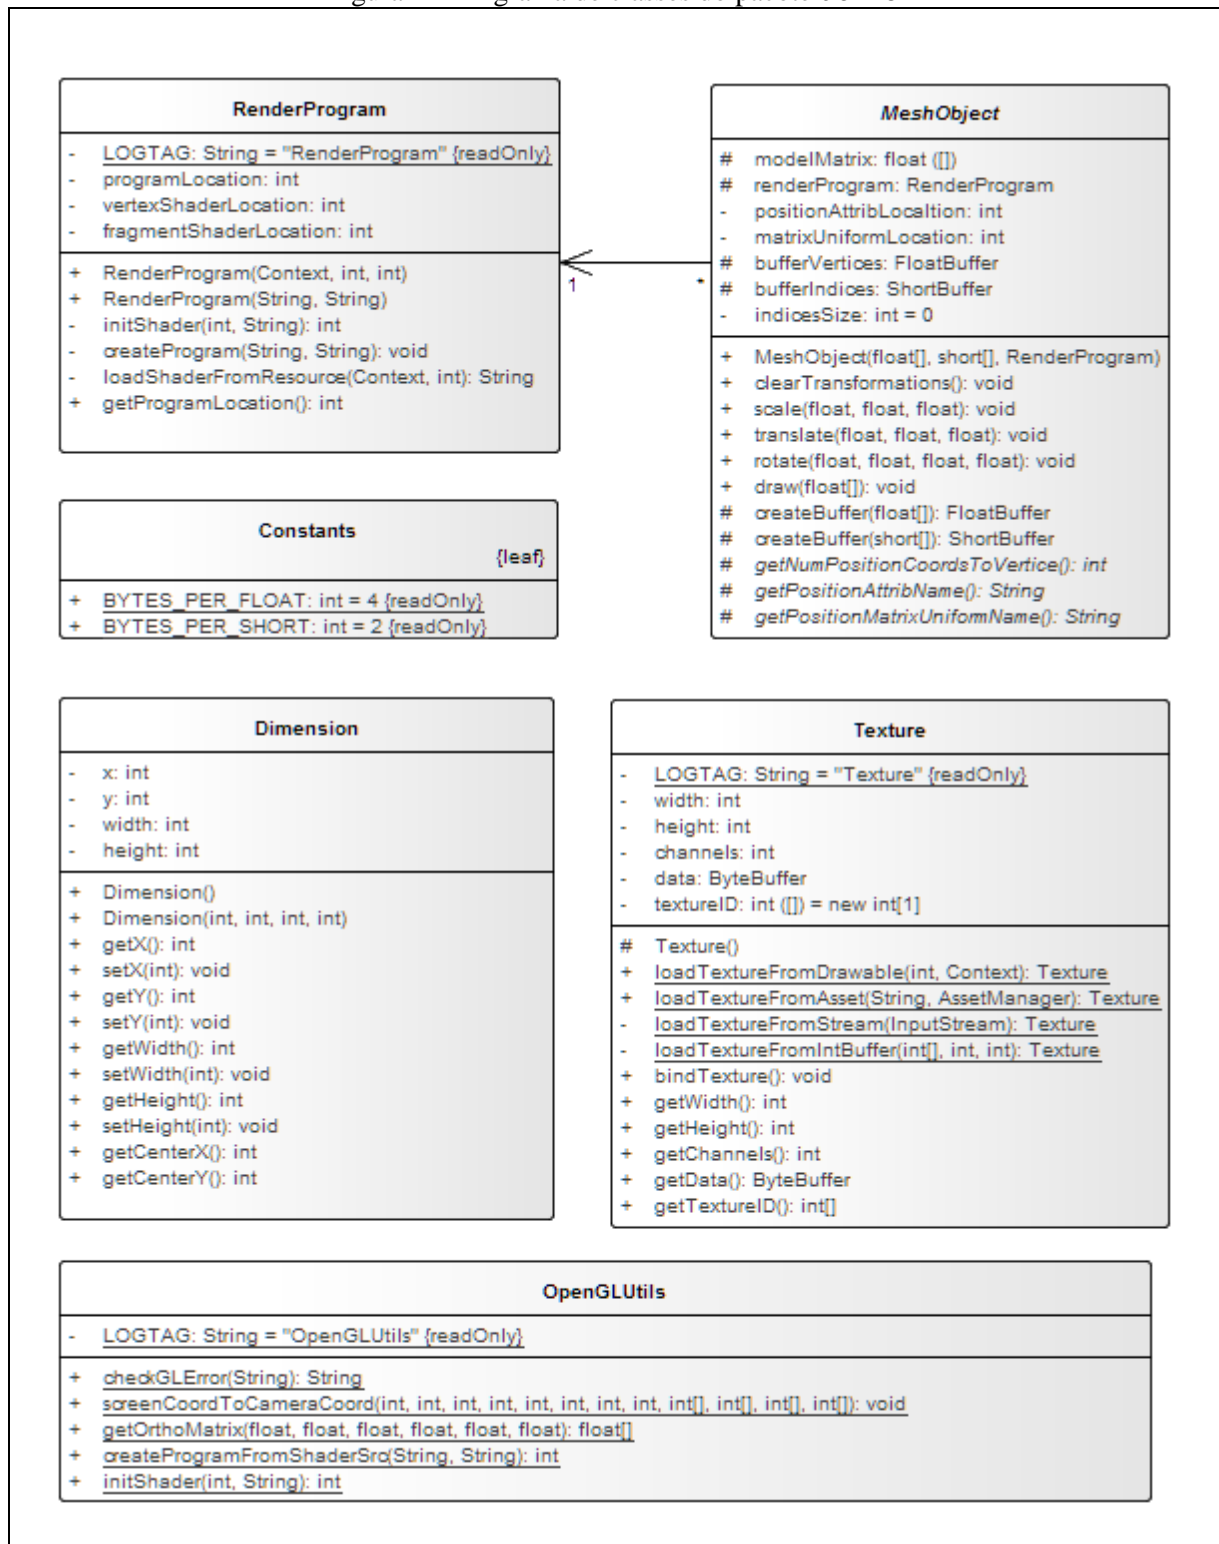 RenderProgram
- LOGTAG: String = "RenderProgram" {readOnly}
- programLocation: int
- vertexShaderLocation: int
- fragmentShaderLocation: int
+ RenderProgram(Context, int, int)
+ RenderProgram(String, String)
- initShader(int, String): int
- createProgram(String, String): void
- loadShaderFromResource(Context, int): String
+ getProgramLocation(): int
1
*
MeshObject
# modelMatrix: float ([])
# renderProgram: RenderProgram
- positionAttribLocaltion: int
- matrixUniformLocation: int
# bufferVertices: FloatBuffer
# bufferIndices: ShortBuffer
- indicesSize: int = 0
+ MeshObject(float[], short[], RenderProgram)
+ clearTransformations(): void
+ scale(float, float, float): void
+ translate(float, float, float): void
+ rotate(float, float, float, float): void
+ draw(float[]): void
# createBuffer(float[]): FloatBuffer
# createBuffer(short[]): ShortBuffer
# getNumPositionCoordsToVertice(): int
# getPositionAttribName(): String
# getPositionMatrixUniformName(): String
Constants
{leaf}
+ BYTES_PER_FLOAT: int = 4 {readOnly}
+ BYTES_PER_SHORT: int = 2 {readOnly}
Dimension
- x: int
- y: int
- width: int
- height: int
+ Dimension()
+ Dimension(int, int, int, int)
+ getX(): int
+ setX(int): void
+ getY(): int
+ setY(int): void
+ getWidth(): int
+ setWidth(int): void
+ getHeight(): int
+ setHeight(int): void
+ getCenterX(): int
+ getCenterY(): int
Texture
- LOGTAG: String = "Texture" {readOnly}
- width: int
- height: int
- channels: int
- data: ByteBuffer
- textureID: int ([]) = new int[1]
# Texture()
+ loadTextureFromDrawable(int, Context): Texture
+ loadTextureFromAsset(String, AssetManager): Texture
- loadTextureFromStream(InputStream): Texture
- loadTextureFromIntBuffer(int[], int, int): Texture
+ bindTexture(): void
+ getWidth(): int
+ getHeight(): int
+ getChannels(): int
+ getData(): ByteBuffer
+ getTextureID(): int[]
OpenGLUtils
- LOGTAG: String = "OpenGLUtils" {readOnly}
+ checkGLError(String): String
+ screenCoordToCameraCoord(int, int, int, int, int, int, int, int, int[], int[], int[], int[]): void
+ getOrthoMatrix(float, float, float, float, float, float): float[]
+ createProgramFromShaderSrc(String, String): int
+ initShader(int, String): int